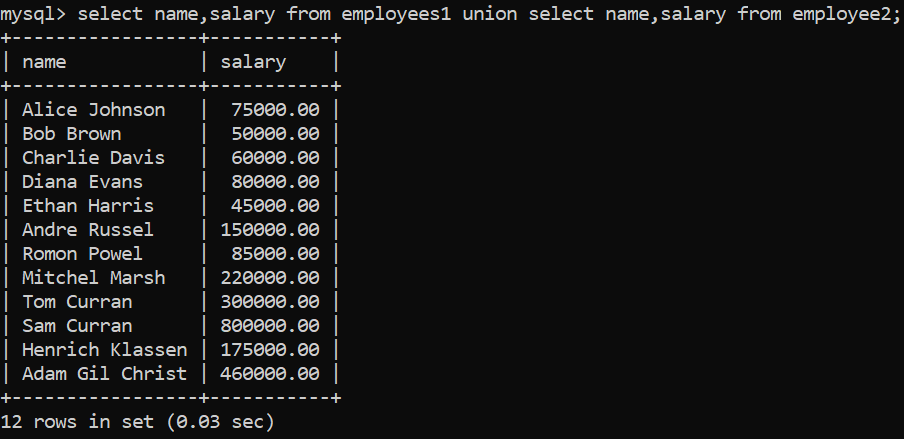 mysql> select name,salary from employees1 union select name,salary from employee2;
+-----------------+-----------+
| name            | salary    |
+-----------------+-----------+
| Alice Johnson   |  75000.00 |
| Bob Brown       |  50000.00 |
| Charlie Davis   |  60000.00 |
| Diana Evans     |  80000.00 |
| Ethan Harris    |  45000.00 |
| Andre Russel    | 150000.00 |
| Romon Powel     |  85000.00 |
| Mitchel Marsh   | 220000.00 |
| Tom Curran      | 300000.00 |
| Sam Curran      | 800000.00 |
| Henrich Klassen | 175000.00 |
| Adam Gil Christ | 460000.00 |
+-----------------+-----------+
12 rows in set (0.03 sec)